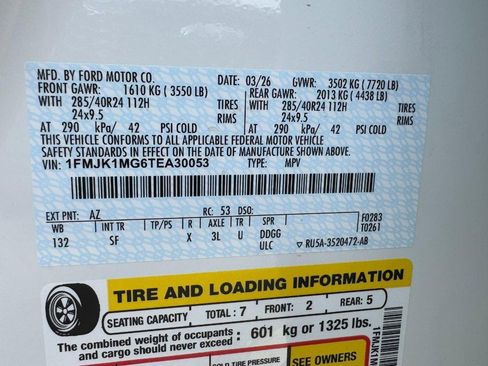 MFD. BY FORD MOTOR CO. DATE: 03/26 GVWR: 3502 KG ( 7720 LB)
FRONT GAWR: 1610 KG ( 3550 LB) REAR GAWR: 2013 KG ( 4438 LB)
WITH 285/40R24 112H TIRES WITH 285/40R24 112H TIRES
24x9.5 RIMS 24x9.5 RIMS
AT 290 kPa/ 42 PSI COLD AT 290 kPa/ 42 PSI COLD
THIS VEHICLE CONFORMS TO ALL APPLICABLE FEDERAL MOTOR VEHICLE
SAFETY STANDARDS IN EFFECT ON THE DATE OF MANUFACTURE SHOWN ABOVE.
VIN: 1FMJK1MG6TEA30053 TYPE: MPV
EXT PNT: AZ RC: 53 DSO: F0283
WB INT TR TP/PS R AXLE TR SPR T0261
132 SF X 3L U DDGG
ULC RU5A-3520472-AB
TIRE AND LOADING INFORMATION
SEATING CAPACITY TOTAL : 7 FRONT: 2 REAR: 5
The combined weight of occupants
and cargo should never exceed : 601 kg or 1325 lbs.
COLD TIRE PRESSURE
SEE OWNERS
1FMJK1M